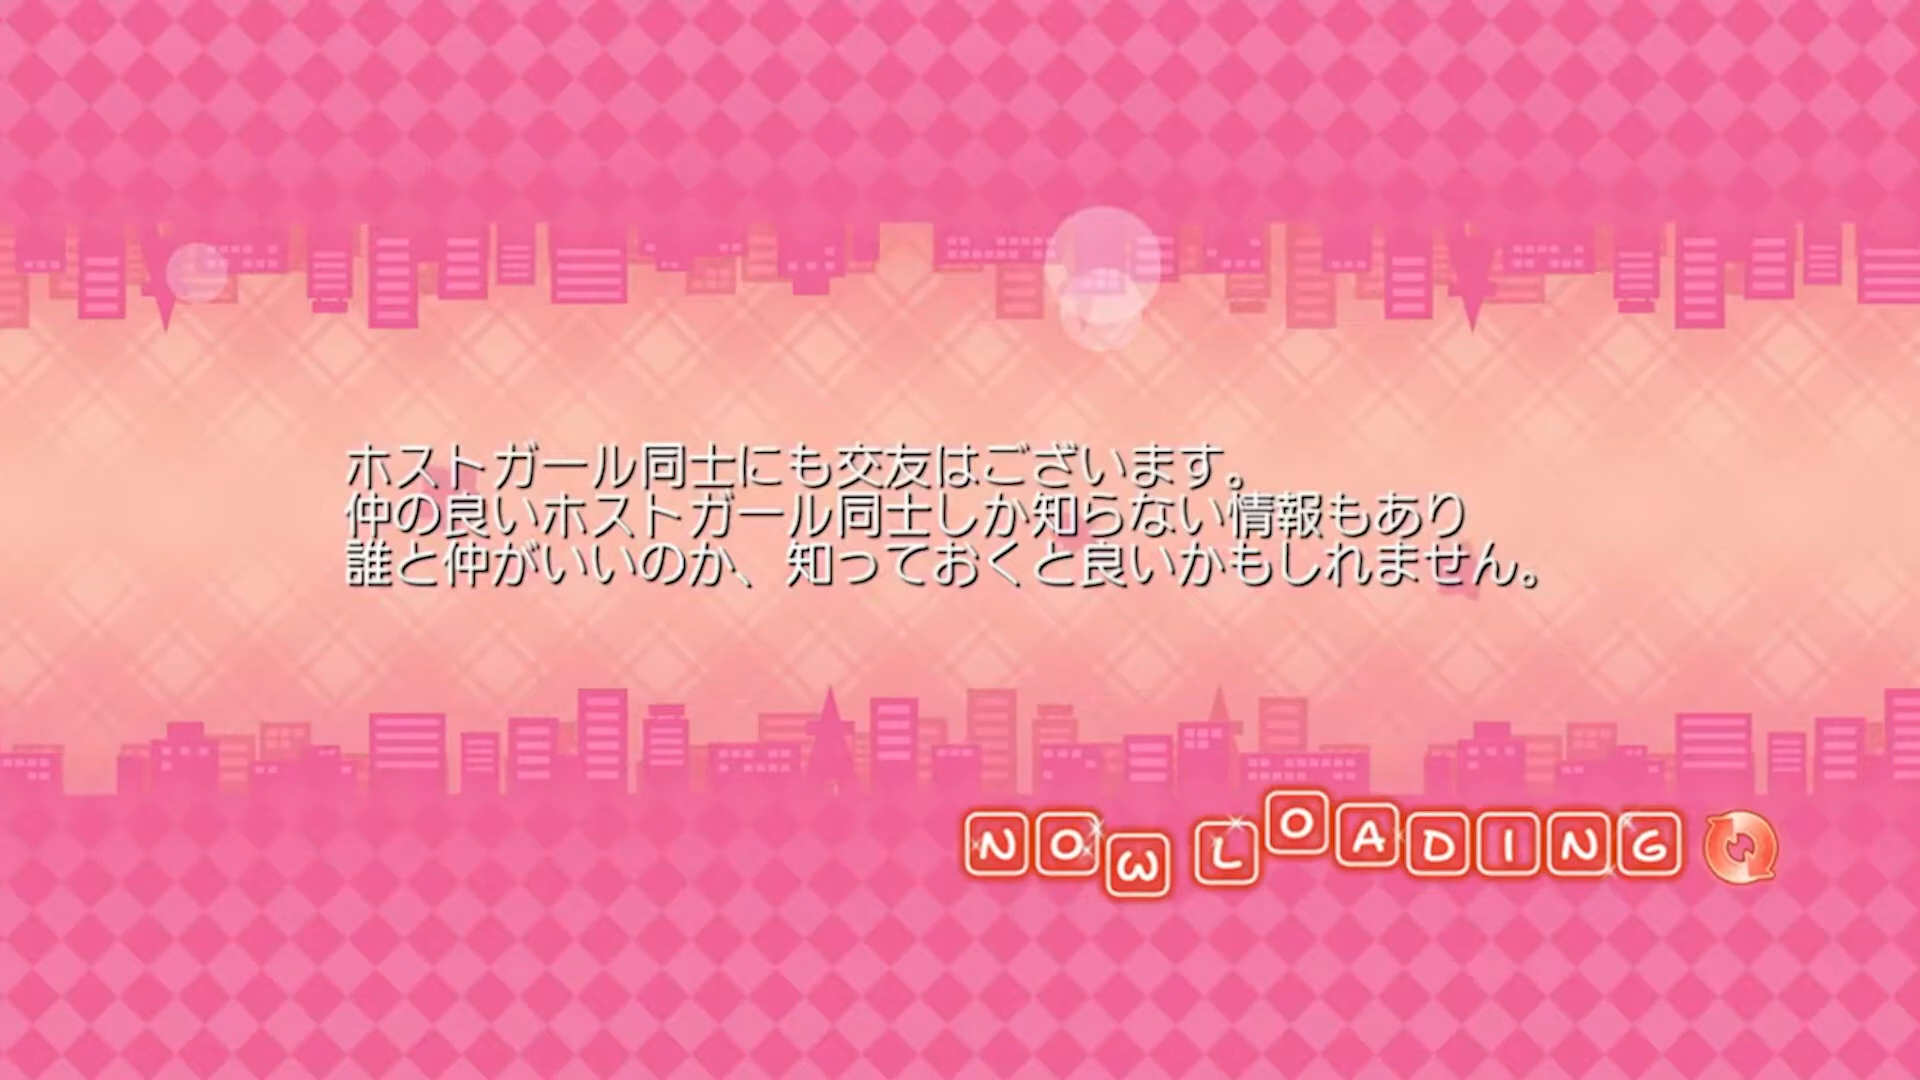 ホストガール同士にも交友はございます。
仲の良いホストガール同士しか知らない情報もあり
誰と仲がいいのか、知っておくと良いかもしれません。
NOW LOADING